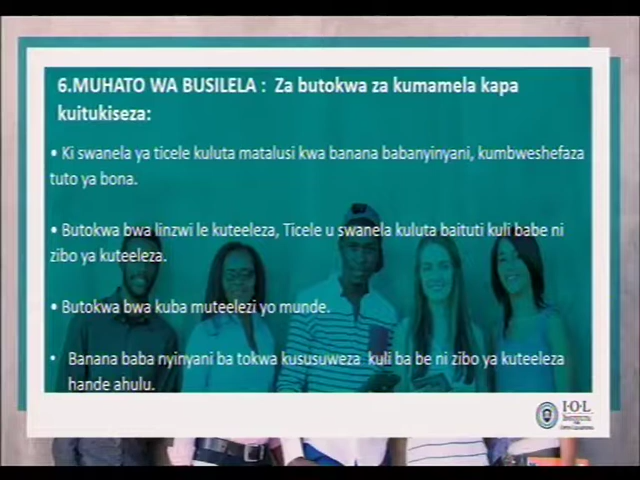 6.MUHATO WA BUSILELA : Za butokwa za kumamela kapa
kuitukiseza:
• Ki swanela ya ticele kuluta matalusi kwa banana babanyinyani, kumbweshefaza
tuto ya bona.
• Butokwa bwa linzwi le kuteeleza, Ticele u swanela kuluta baituti kuli babe ni
zibo ya kuteeleza.
• Butokwa bwa kuba muteelezi yo munde.
• Banana baba nyinyani ba tokwa kususuweza kuli ba be ni zibo ya kuteeleza
hande ahulu.
I·O·L